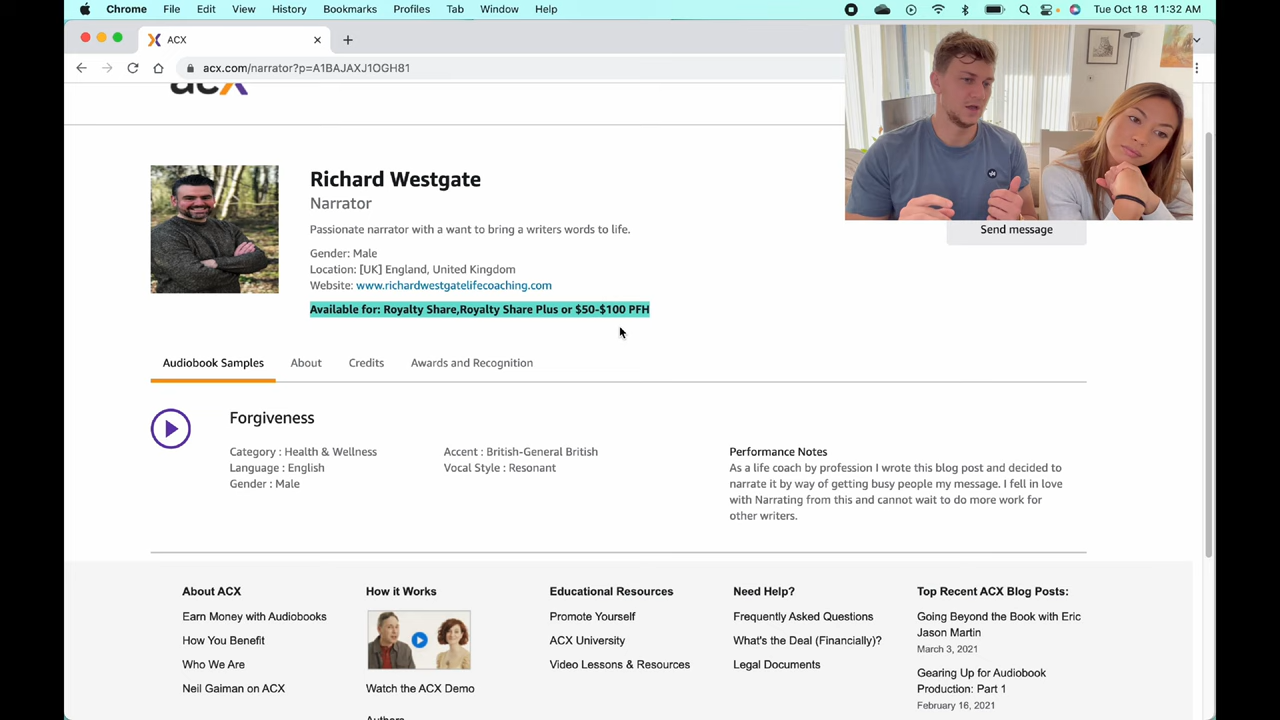 Chrome File Edit View History Bookmarks Profiles Tab Window Help Tue Oct 18 11:32 AM
ACX
acx.com/narrator?p=A1BAJAXJ1OGH81
acx
Richard Westgate
Narrator
Passionate narrator with a want to bring a writers words to life.
Send message
Gender: Male
Location: [UK] England, United Kingdom
Website: www.richardwestgatelifecoaching.com
Available for: Royalty Share,Royalty Share Plus or $50-$100 PFH
Audiobook Samples About Credits Awards and Recognition
Forgiveness
Category : Health & Wellness
Language : English
Gender : Male
Accent : British-General British
Vocal Style : Resonant
Performance Notes
As a life coach by profession I wrote this blog post and decided to
narrate it by way of getting busy people my message. I fell in love
with Narrating from this and cannot wait to do more work for
other writers.
About ACX
Earn Money with Audiobooks
How You Benefit
Who We Are
Neil Gaiman on ACX
How it Works
Watch the ACX Demo
Authors
Educational Resources
Promote Yourself
ACX University
Video Lessons & Resources
Need Help?
Frequently Asked Questions
What's the Deal (Financially)?
Legal Documents
Top Recent ACX Blog Posts:
Going Beyond the Book with Eric
Jason Martin
March 3, 2021
Gearing Up for Audiobook
Production: Part 1
February 16, 2021